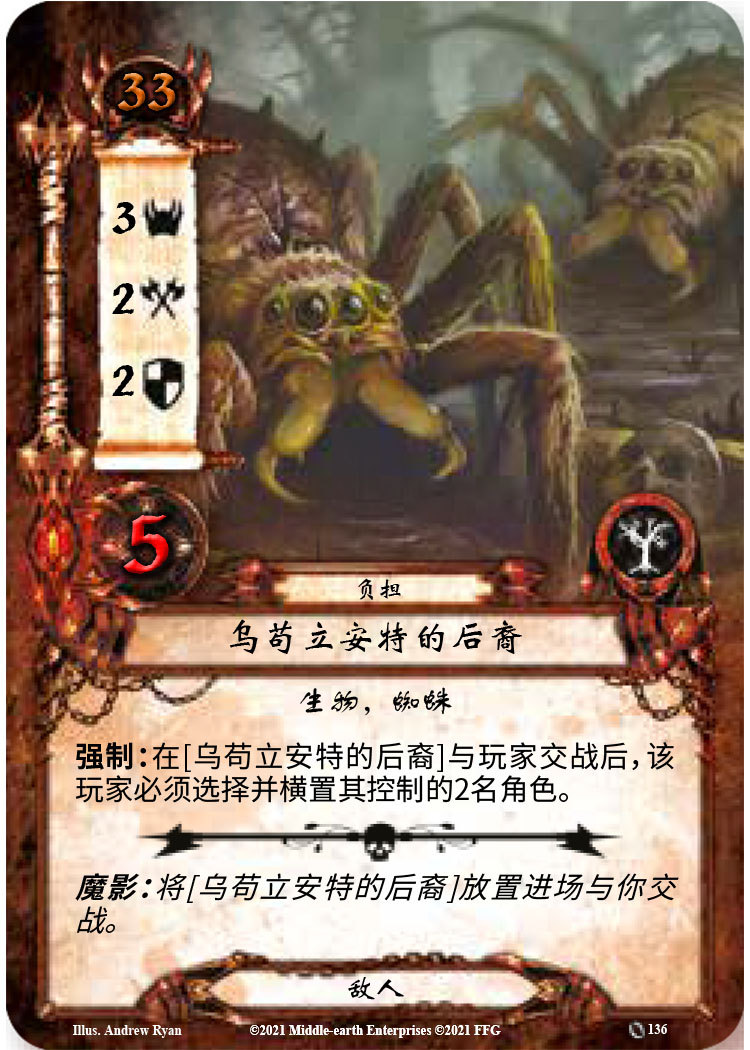 33
3
2
2
5
负担
乌苟立安特的后裔
生物，蜘蛛
强制：在[乌苟立安特的后裔]与玩家交战后，该
玩家必须选择并横置其控制的2名角色。
魔影：将[乌苟立安特的后裔]放置进场与你交
战。
敌人
Illus. Andrew Ryan
©2021 Middle-earth Enterprises ©2021 FFG
136